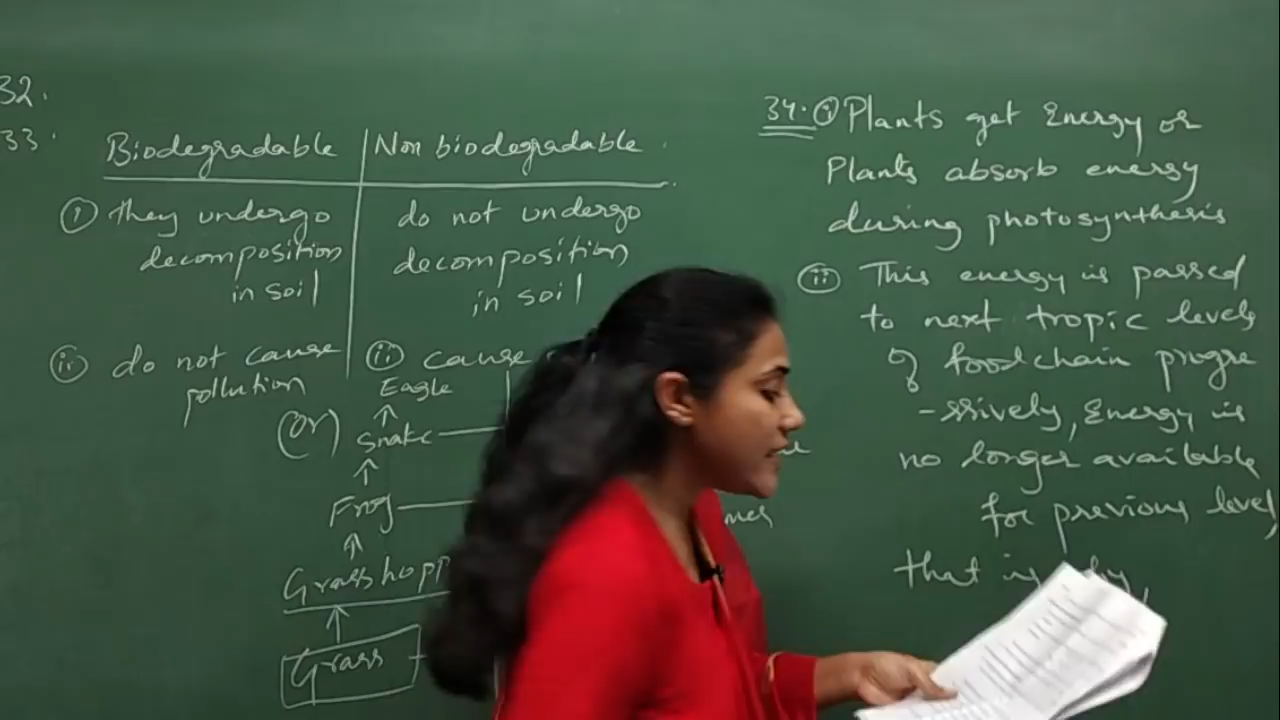 32.
33.
Biodegradable | Non biodegradable.
(i) They undergo
decomposition
in soil
do not undergo
decomposition
in soil
(ii) do not cause
pollution
(ii) cause
(Or)
Eagle
Snake
Frog
Grasshopp
Grass
34. (i) Plants get Energy or
Plants absorb energy
during photosynthesis
(ii) This energy is passed
to next tropic levels
of foodchain progre
-ssively, Energy is
no longer available
for previous level,
that is